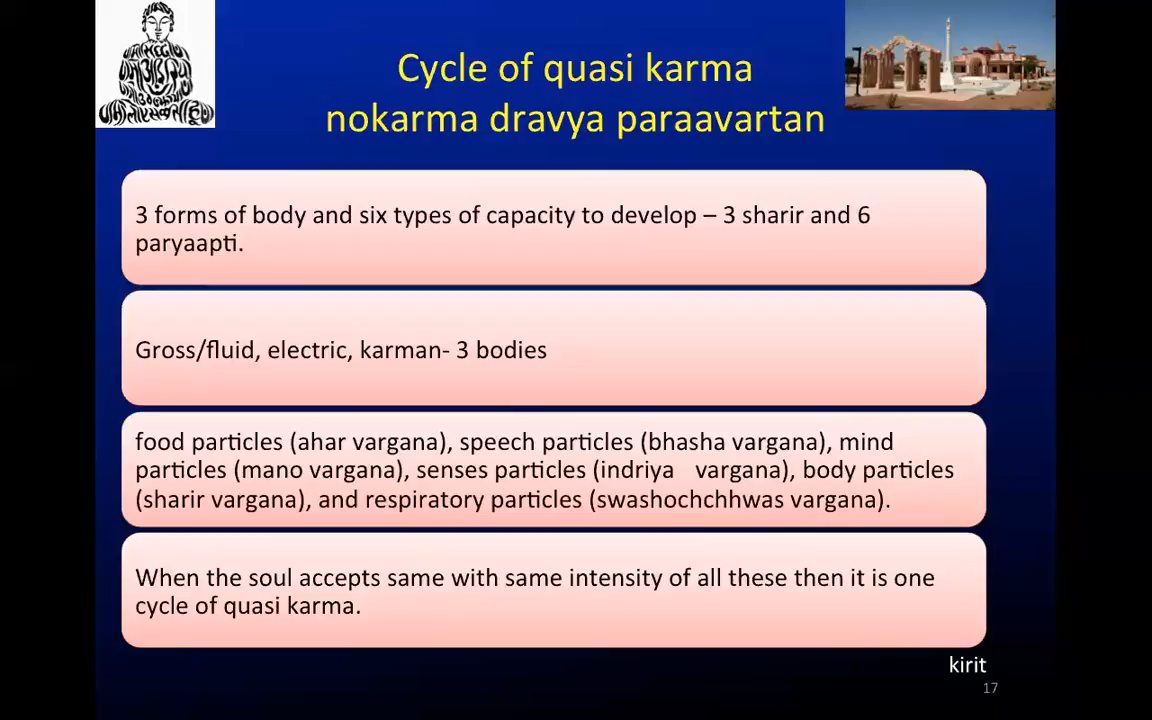 Cycle of quasi karma
nokarma dravya paraavartan
3 forms of body and six types of capacity to develop – 3 sharir and 6
paryaapti.
Gross/fluid, electric, karman- 3 bodies
food particles (ahar vargana), speech particles (bhasha vargana), mind
particles (mano vargana), senses particles (indriya   vargana), body particles
(sharir vargana), and respiratory particles (swashochchhwas vargana).
When the soul accepts same with same intensity of all these then it is one
cycle of quasi karma.
kirit
17